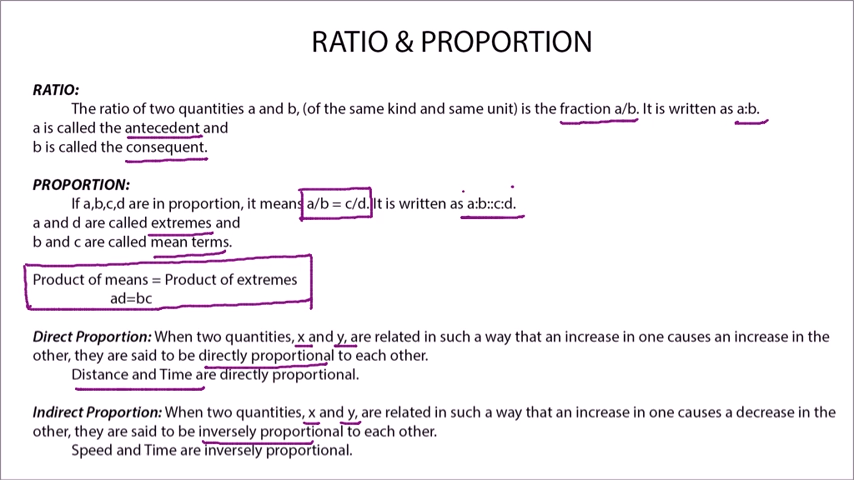 RATIO & PROPORTION
RATIO:
The ratio of two quantities a and b, (of the same kind and same unit) is the fraction a/b. It is written as a:b.
a is called the antecedent and
b is called the consequent.
PROPORTION:
If a,b,c,d are in proportion, it means a/b = c/d. It is written as a:b::c:d.
a and d are called extremes and
b and c are called mean terms.
Product of means = Product of extremes
ad=bc
Direct Proportion: When two quantities, x and y, are related in such a way that an increase in one causes an increase in the
other, they are said to be directly proportional to each other.
Distance and Time are directly proportional.
Indirect Proportion: When two quantities, x and y, are related in such a way that an increase in one causes a decrease in the
other, they are said to be inversely proportional to each other.
Speed and Time are inversely proportional.